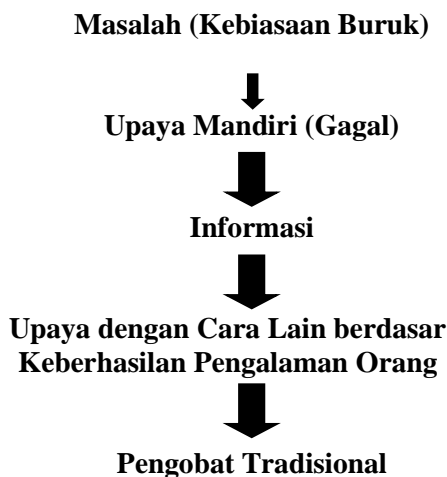 Masalah (Kebiasaan Buruk)
Upaya Mandiri (Gagal)
Informasi
Upaya dengan Cara Lain berdasar
Keberhasilan Pengalaman Orang
Pengobat Tradisional